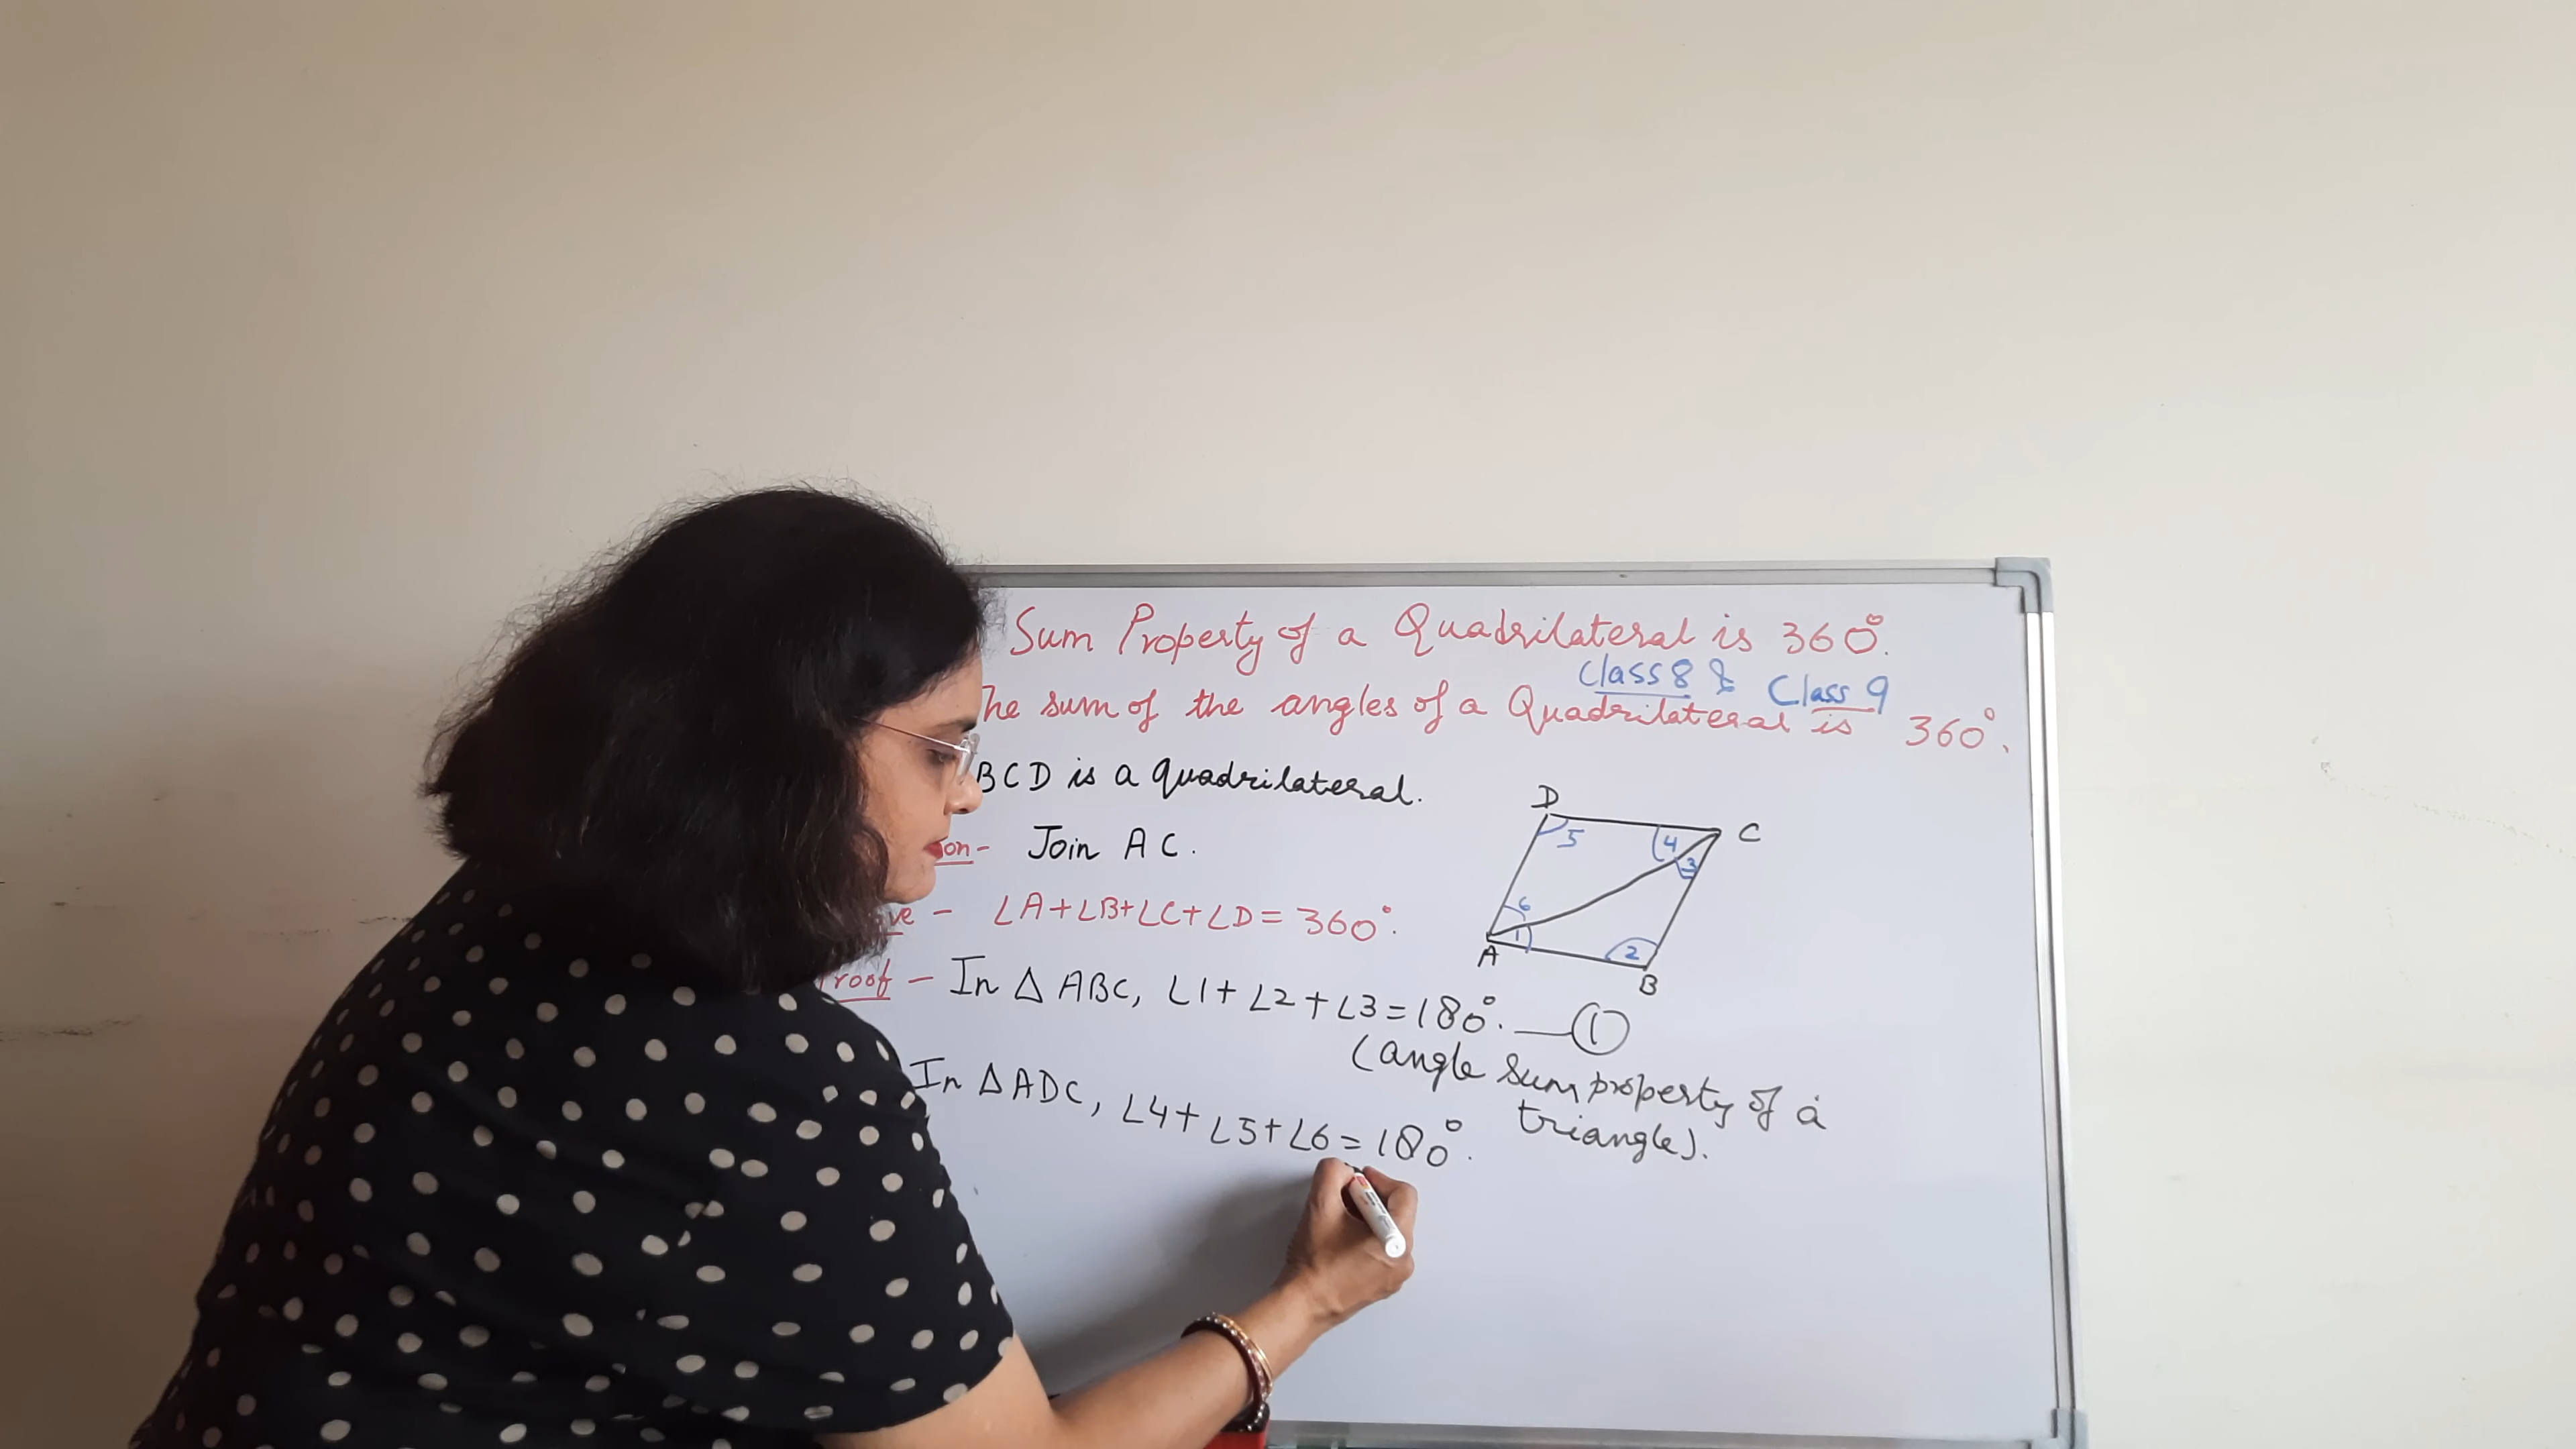 Sum Property of a Quadrilateral is 360°.
Class 8 & Class 9
The sum of the angles of a Quadrilateral is 360°.
BCD is a quadrilateral.
on- Join AC.
ve - ∠A+∠B+∠C+∠D=360°.
Proof - In △ABC, ∠1+∠2+∠3=180°. —①
(angle sum property of a
triangle).
In △ADC, ∠4+∠5+∠6=180°.
D
C
5
4
3
6
1
2
A
B